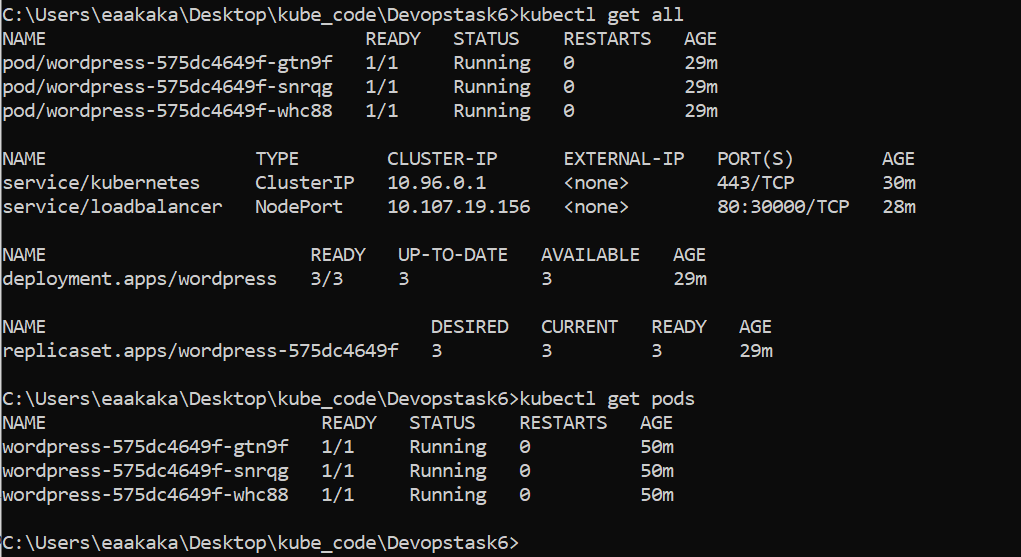 C:\Users\eaakaka\Desktop\kube_code\Devopstask6>kubectl get all
NAME READY STATUS RESTARTS AGE
pod/wordpress-575dc4649f-gtn9f 1/1 Running 0 29m
pod/wordpress-575dc4649f-snrqg 1/1 Running 0 29m
pod/wordpress-575dc4649f-whc88 1/1 Running 0 29m
NAME TYPE CLUSTER-IP EXTERNAL-IP PORT(S) AGE
service/kubernetes ClusterIP 10.96.0.1 <none> 443/TCP 30m
service/loadbalancer NodePort 10.107.19.156 <none> 80:30000/TCP 28m
NAME READY UP-TO-DATE AVAILABLE AGE
deployment.apps/wordpress 3/3 3 3 29m
NAME DESIRED CURRENT READY AGE
replicaset.apps/wordpress-575dc4649f 3 3 3 29m
C:\Users\eaakaka\Desktop\kube_code\Devopstask6>kubectl get pods
NAME READY STATUS RESTARTS AGE
wordpress-575dc4649f-gtn9f 1/1 Running 0 50m
wordpress-575dc4649f-snrqg 1/1 Running 0 50m
wordpress-575dc4649f-whc88 1/1 Running 0 50m
C:\Users\eaakaka\Desktop\kube_code\Devopstask6>